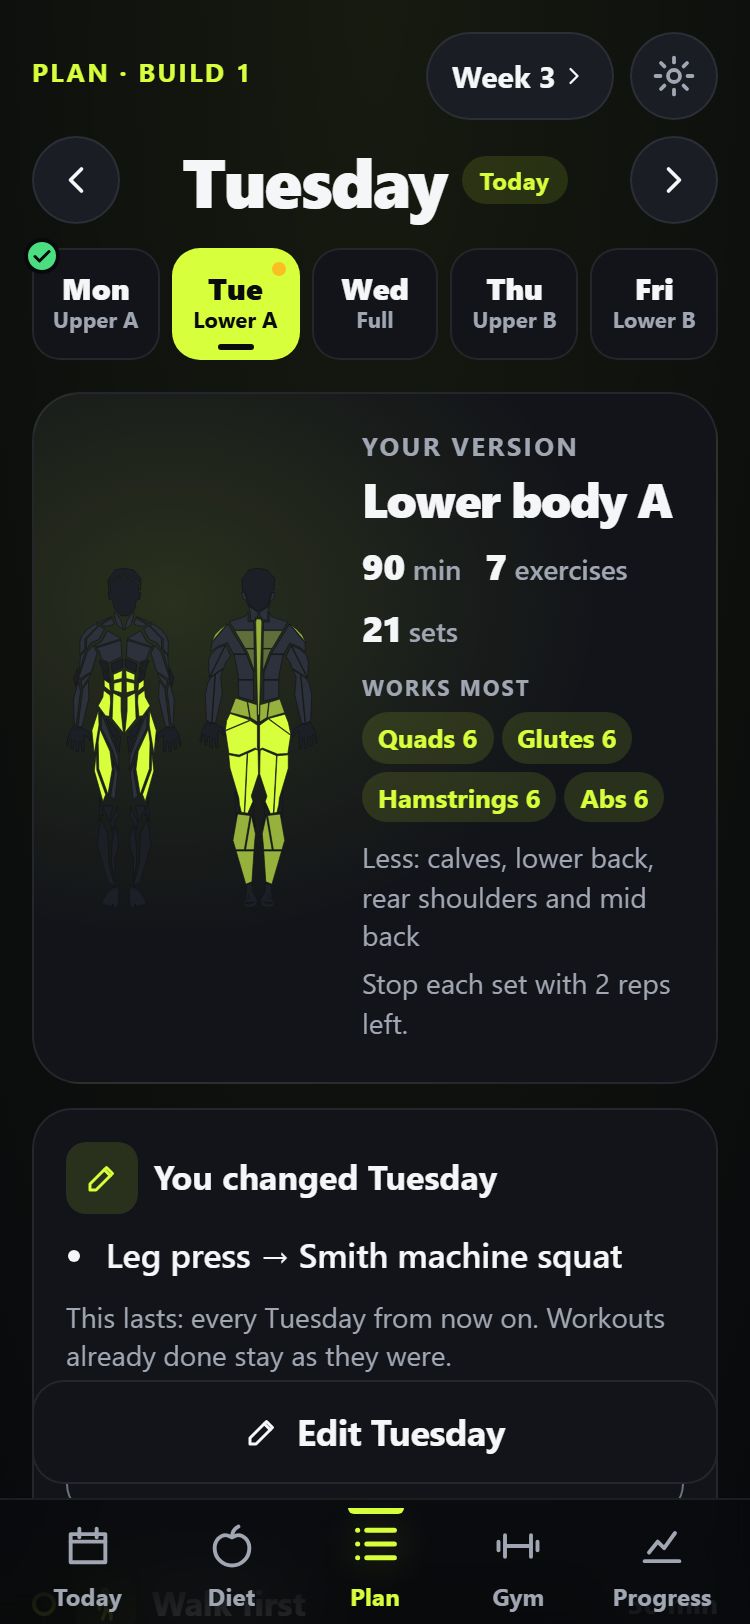 PLAN · BUILD 1
Week 3
Tuesday Today
Mon
Upper A
Tue
Lower A
Wed
Full
Thu
Upper B
Fri
Lower B
YOUR VERSION
Lower body A
90 min 7 exercises
21 sets
WORKS MOST
Quads 6 Glutes 6
Hamstrings 6 Abs 6
Less: calves, lower back,
rear shoulders and mid
back
Stop each set with 2 reps
left.
You changed Tuesday
• Leg press → Smith machine squat
This lasts: every Tuesday from now on. Workouts
already done stay as they were.
Edit Tuesday
Walk first
Today Diet Plan Gym Progress